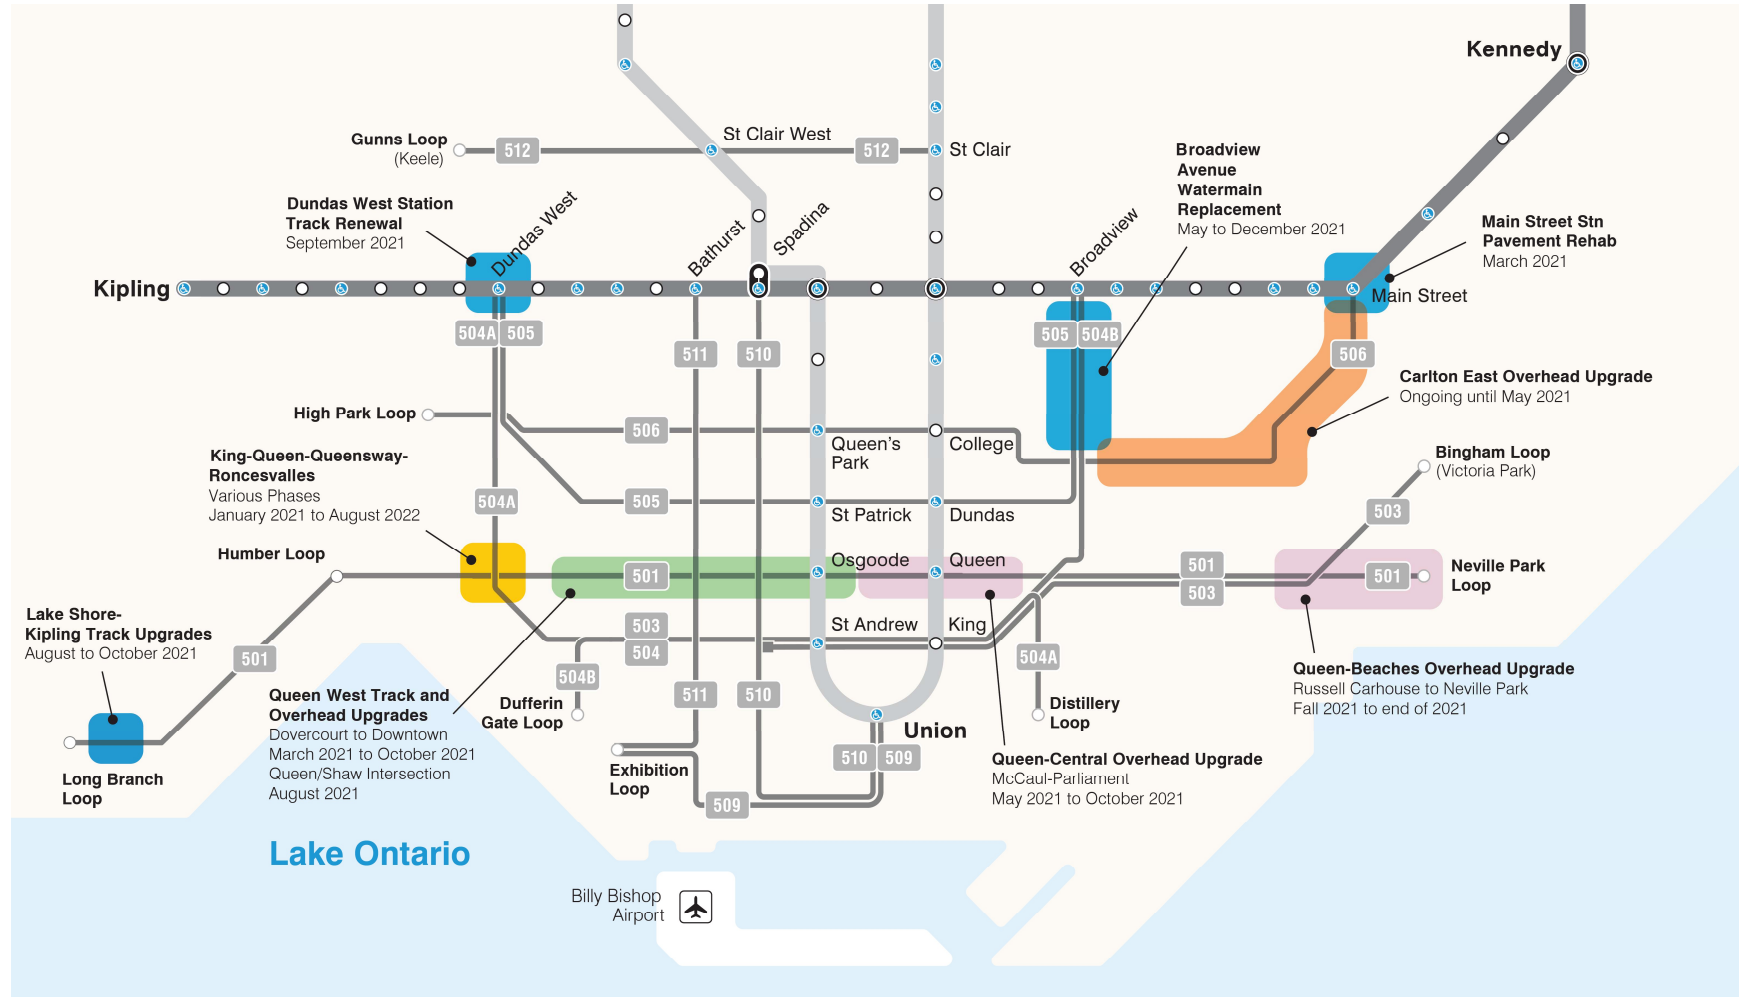 Kennedy
Gunns Loop
(Keele)
512
St Clair West
512
St Clair
Broadview
Avenue
Watermain
Replacement
May to December 2021
Dundas West Station
Track Renewal
September 2021
Dundas West
Bathurst
Spadina
Broadview
Main Street Stn
Pavement Rehab
March 2021
Kipling
Main Street
504A
505
511
510
505
504B
506
Carlton East Overhead Upgrade
Ongoing until May 2021
High Park Loop
506
Queen's
Park
College
King-Queen-Queensway-
Roncesvalles
Various Phases
January 2021 to August 2022
504A
505
St Patrick
Dundas
Bingham Loop
(Victoria Park)
503
Humber Loop
501
Osgoode
Queen
501
503
501
Neville Park
Loop
Lake Shore-
Kipling Track Upgrades
August to October 2021
501
503
504
St Andrew
King
504B
504A
Queen-Beaches Overhead Upgrade
Russell Carhouse to Neville Park
Fall 2021 to end of 2021
Queen West Track and
Overhead Upgrades
Dovercourt to Downtown
March 2021 to October 2021
Queen/Shaw Intersection
August 2021
Dufferin
Gate Loop
511
510
Distillery
Loop
Union
510
509
Long Branch
Loop
Exhibition
Loop
509
Queen-Central Overhead Upgrade
McCaul-Parliament
May 2021 to October 2021
Lake Ontario
Billy Bishop
Airport